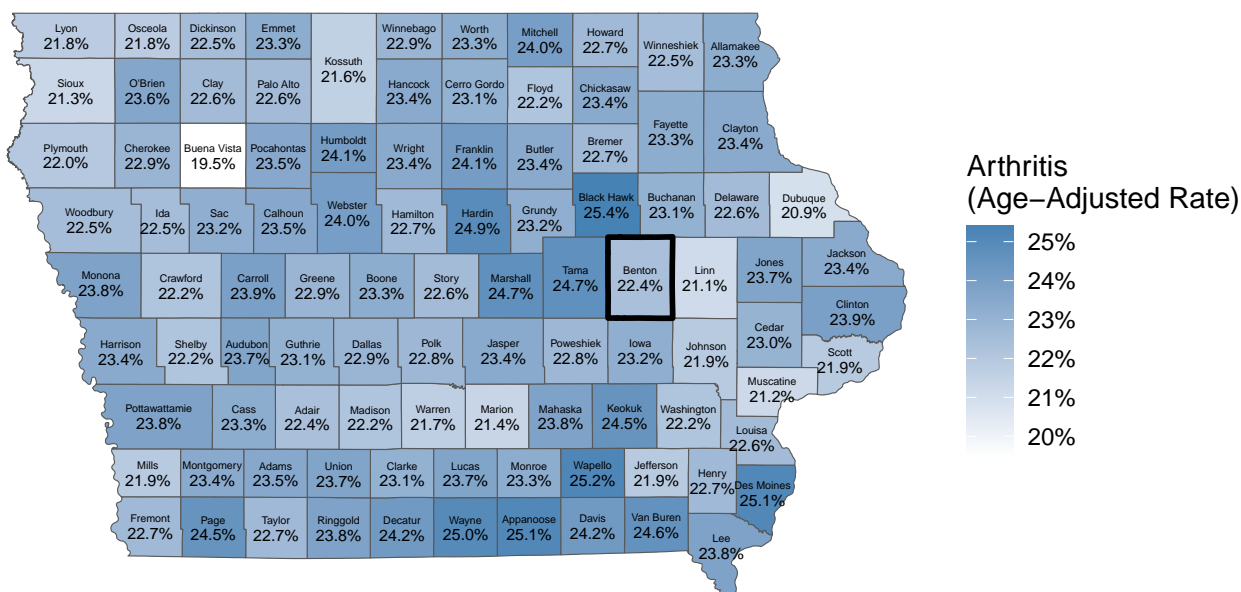 Lyon
21.8%
Osceola
21.8%
Dickinson
22.5%
Emmet
23.3%
Kossuth
21.6%
Winnebago
22.9%
Worth
23.3%
Mitchell
24.0%
Howard
22.7%
Winneshiek
22.5%
Allamakee
23.3%
Sioux
21.3%
O'Brien
23.6%
Clay
22.6%
Palo Alto
22.6%
Hancock
23.4%
Cerro Gordo
23.1%
Floyd
22.2%
Chickasaw
23.4%
Fayette
23.3%
Clayton
23.4%
Plymouth
22.0%
Cherokee
22.9%
Buena Vista
19.5%
Pocahontas
23.5%
Humboldt
24.1%
Wright
23.4%
Franklin
24.1%
Butler
23.4%
Bremer
22.7%
Woodbury
22.5%
Ida
22.5%
Sac
23.2%
Calhoun
23.5%
Webster
24.0%
Hamilton
22.7%
Hardin
24.9%
Grundy
23.2%
Black Hawk
25.4%
Buchanan
23.1%
Delaware
22.6%
Dubuque
20.9%
Monona
23.8%
Crawford
22.2%
Carroll
23.9%
Greene
22.9%
Boone
23.3%
Story
22.6%
Marshall
24.7%
Tama
24.7%
Benton
22.4%
Linn
21.1%
Jones
23.7%
Jackson
23.4%
Clinton
23.9%
Harrison
23.4%
Shelby
22.2%
Audubon
23.7%
Guthrie
23.1%
Dallas
22.9%
Polk
22.8%
Jasper
23.4%
Poweshiek
22.8%
Iowa
23.2%
Johnson
21.9%
Cedar
23.0%
Scott
21.9%
Muscatine
21.2%
Pottawattamie
23.8%
Cass
23.3%
Adair
22.4%
Madison
22.2%
Warren
21.7%
Marion
21.4%
Mahaska
23.8%
Keokuk
24.5%
Washington
22.2%
Louisa
22.6%
Mills
21.9%
Montgomery
23.4%
Adams
23.5%
Union
23.7%
Clarke
23.1%
Lucas
23.7%
Monroe
23.3%
Wapello
25.2%
Jefferson
21.9%
Henry
22.7%
Des Moines
25.1%
Fremont
22.7%
Page
24.5%
Taylor
22.7%
Ringgold
23.8%
Decatur
24.2%
Wayne
25.0%
Appanoose
25.1%
Davis
24.2%
Van Buren
24.6%
Lee
23.8%
Arthritis
(Age−Adjusted Rate)
25%
24%
23%
22%
21%
20%